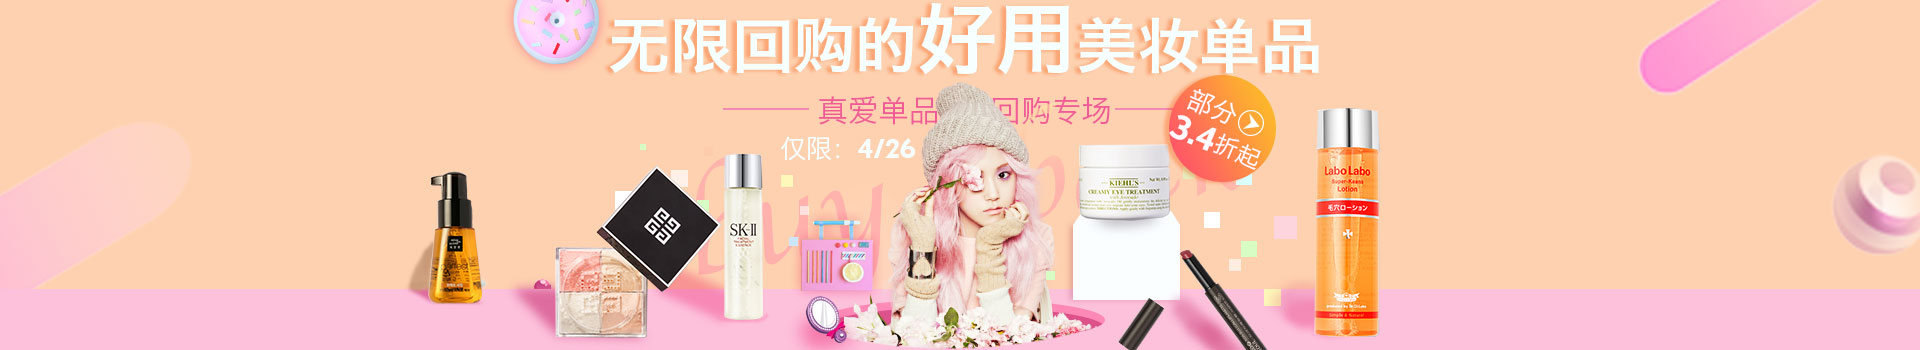 无限回购的好用美妆单品
真爱单品 回购专场
仅限：4/26
部分
3.4折起
SK-II
KIEHL'S
CREAMY EYE TREATMENT
with Avocado
Labo Labo
Super-Keana
Lotion
毛穴ローション